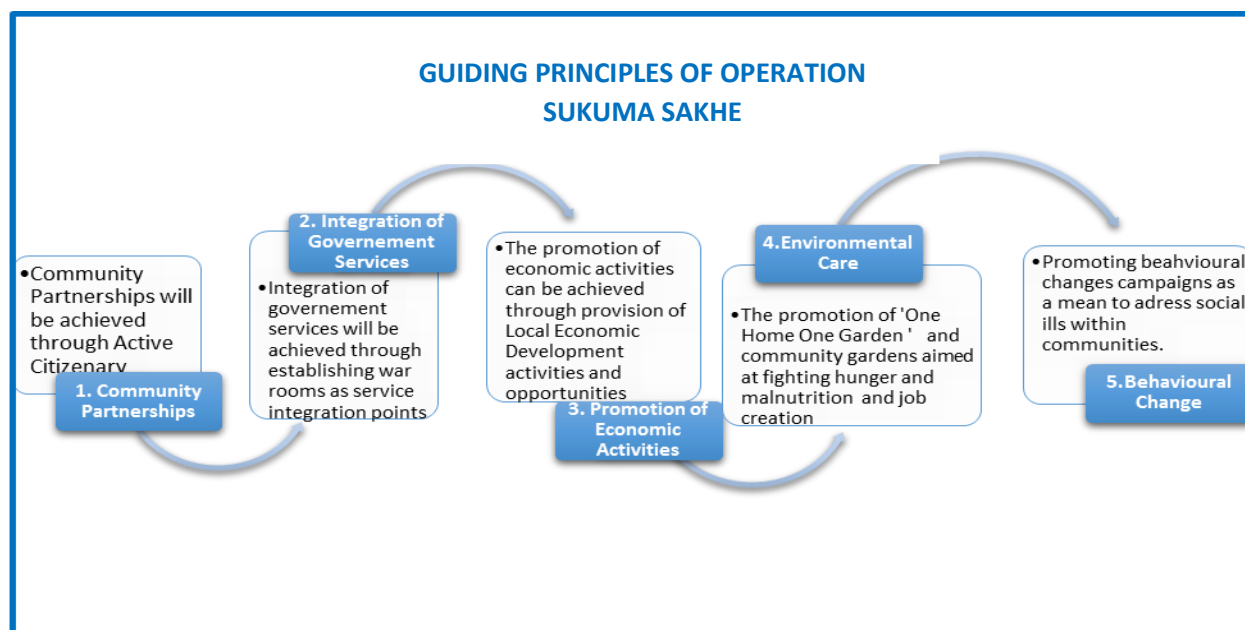 GUIDING PRINCIPLES OF OPERATION
SUKUMA SAKHE
•Community
Partnerships will
be achieved
through Active
Citizenary
1. Community
Partnerships
2. Integration of
Governement
Services
•Integration of
governement
services will be
achieved through
establishing war
rooms as service
integration points
•The promotion of
economic activities
can be achieved
through provision of
Local Economic
Development
activities and
opportunities
3. Promotion of
Economic
Activities
4.Environmental
Care
•The promotion of 'One
Home One Garden ' and
community gardens aimed
at fighting hunger and
malnutrition and job
creation
•Promoting beahvioural
changes campaigns as
a mean to adress social
ills within
communities.
5.Behavioural
Change